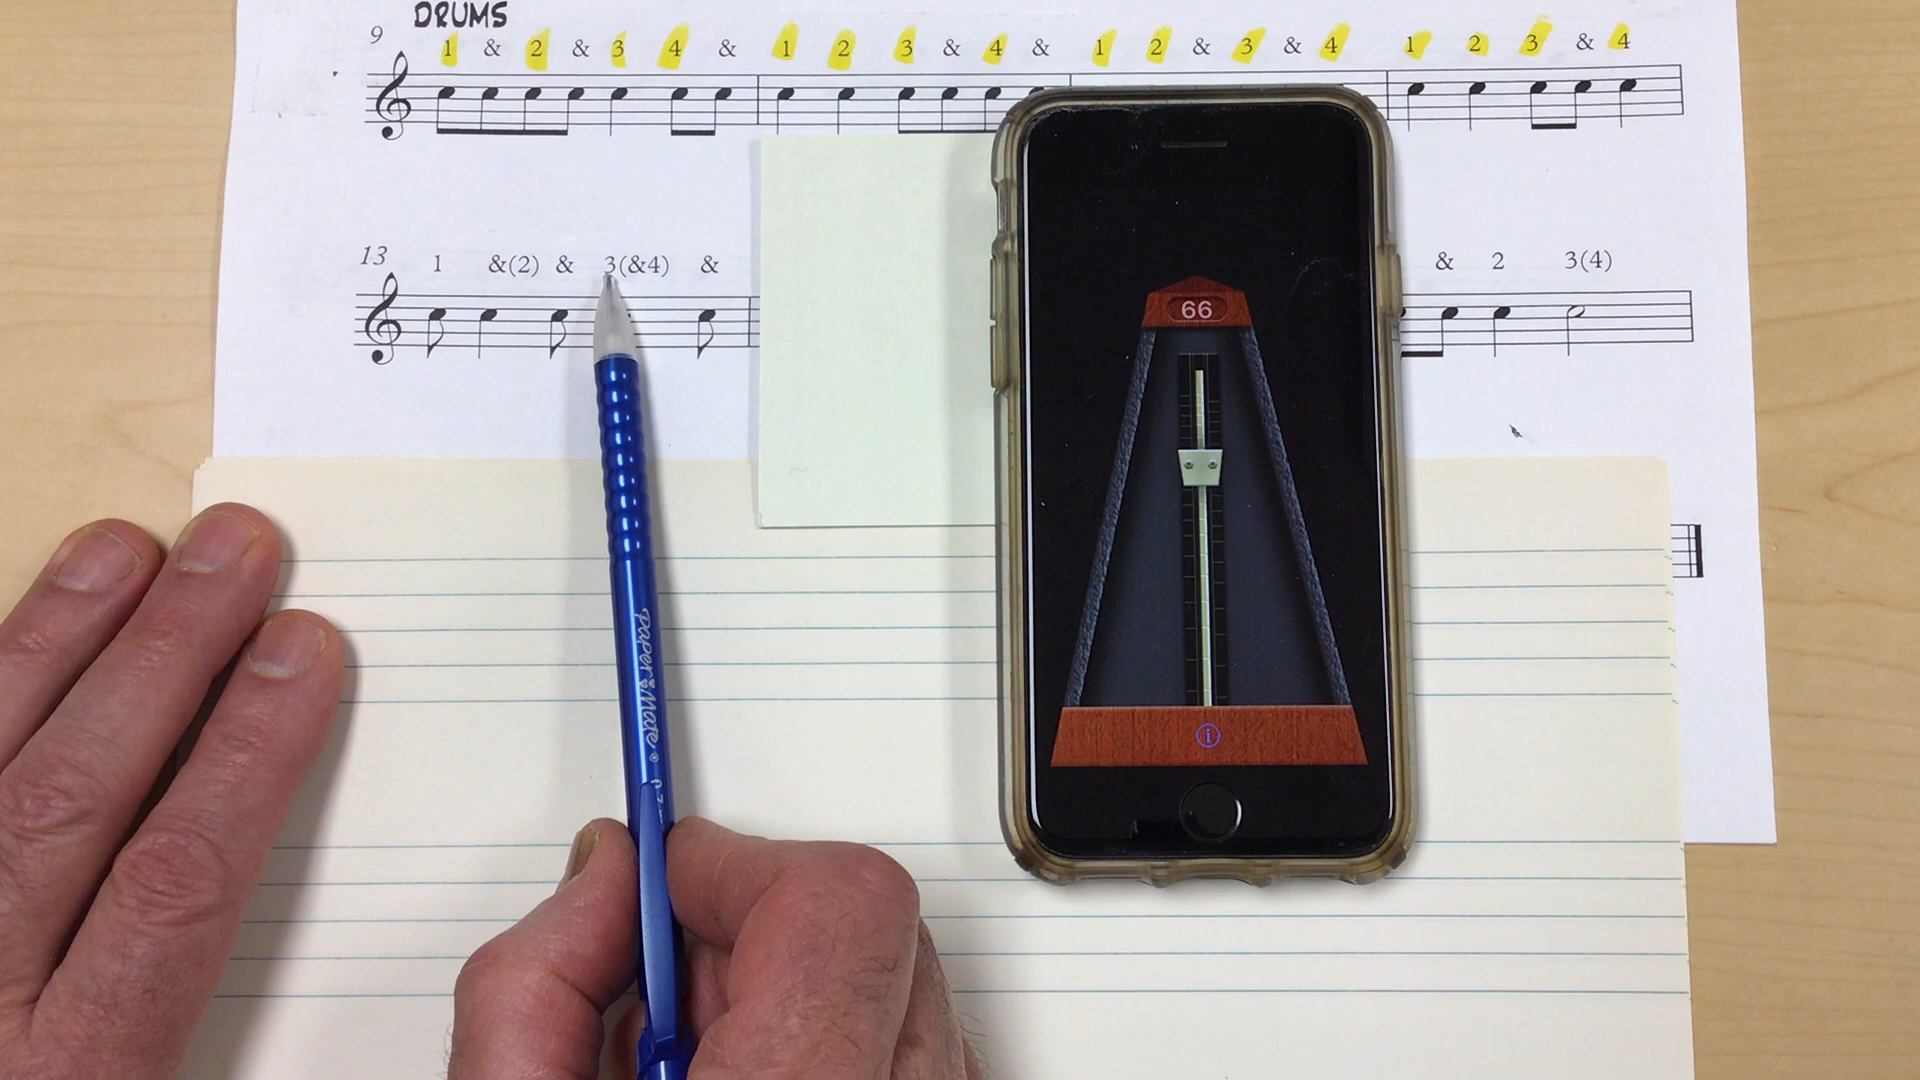 DRUMS
9 1 & 2 & 3 4 & 1 2 3 & 4 & 1 2 & 3 & 4 1 2 3 & 4
13 1 &(2) & 3(&4) & & 2 3(4)
66
i
paper:mate ®